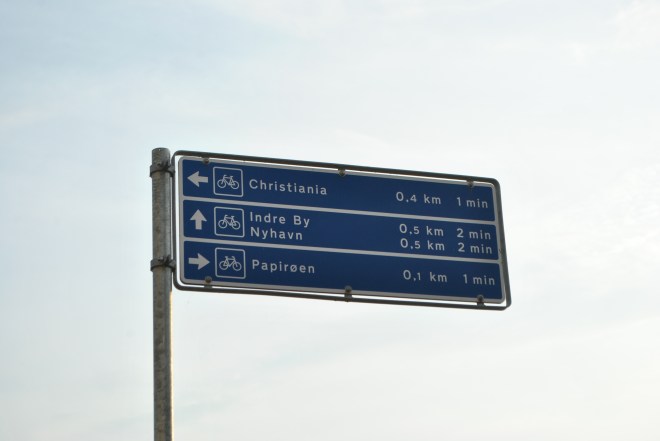 Christiania 0,4 km 1 min
Indre By 0,5 km 2 min
Nyhavn 0,5 km 2 min
Papirøen 0,1 km 1 min